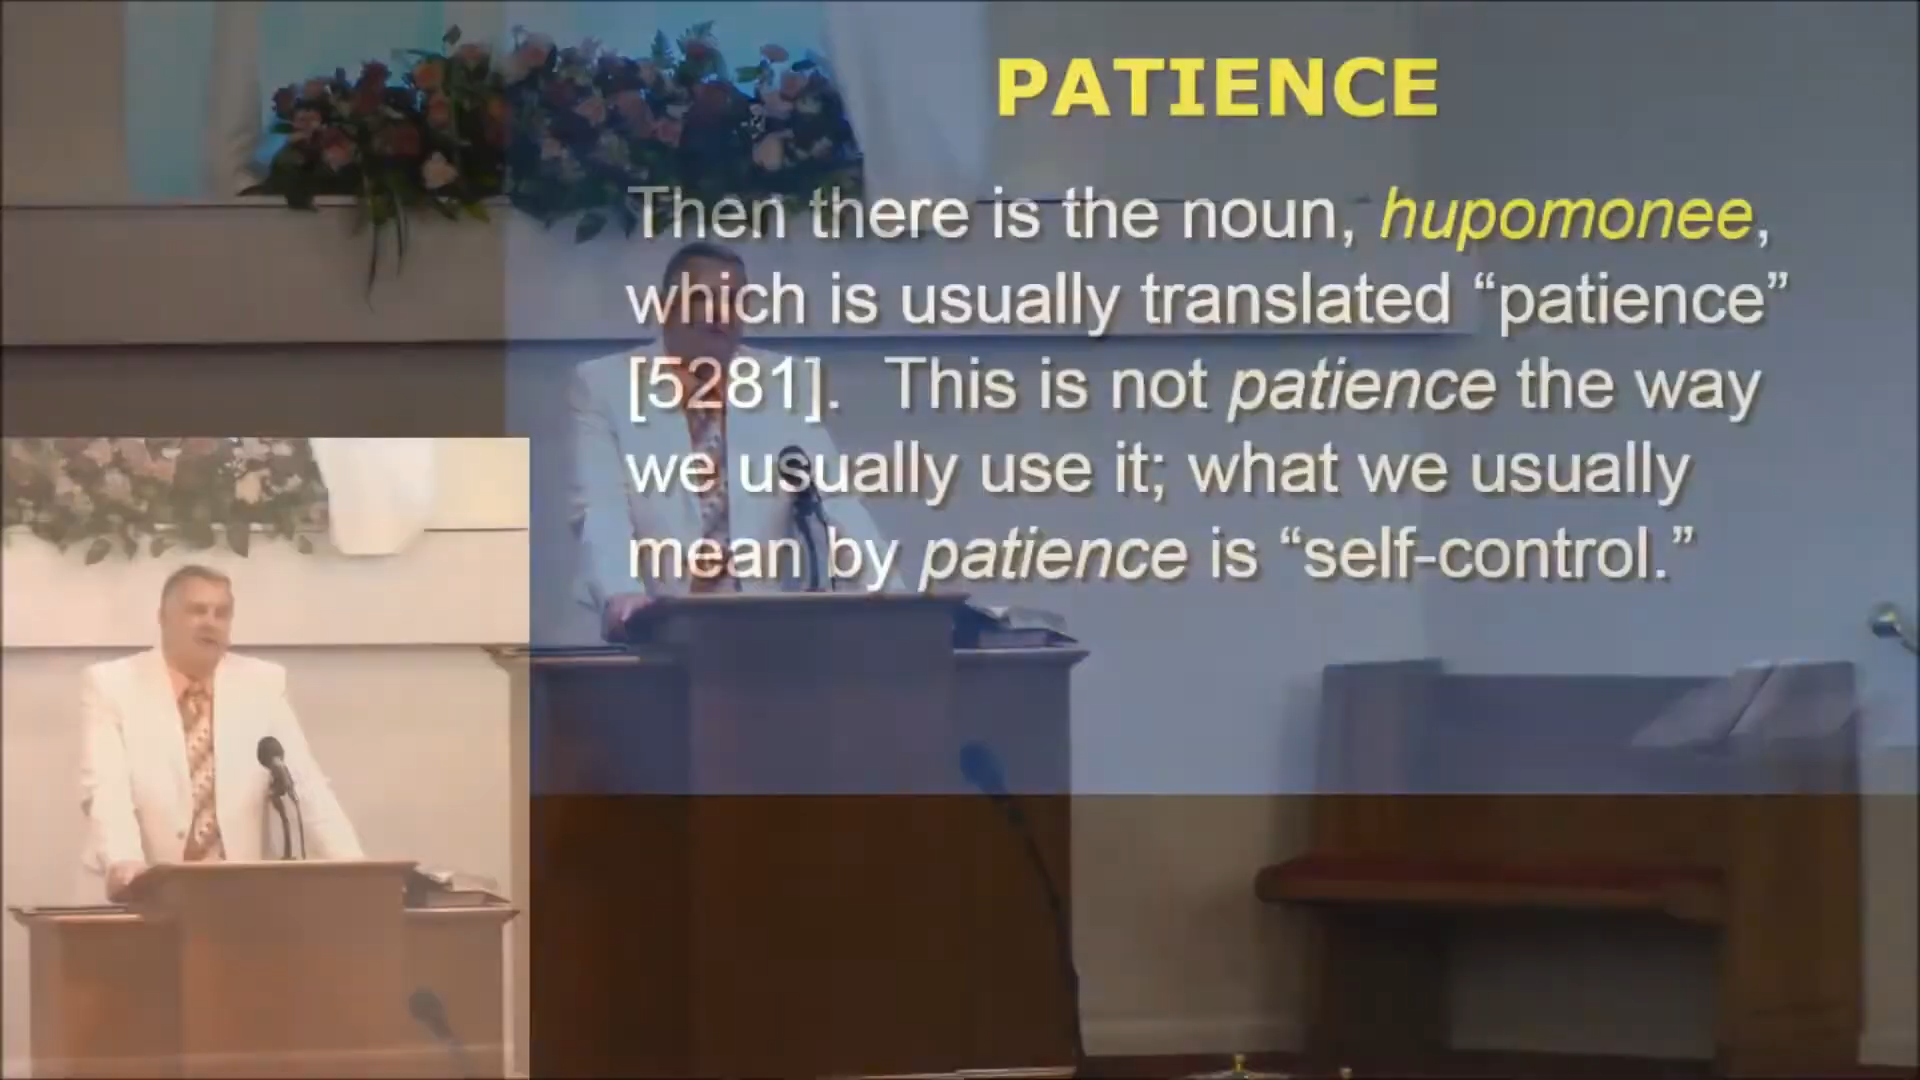 PATIENCE
Then there is the noun, hupomonee,
which is usually translated “patience”
[5281].  This is not patience the way
we usually use it; what we usually
mean by patience is “self-control.”